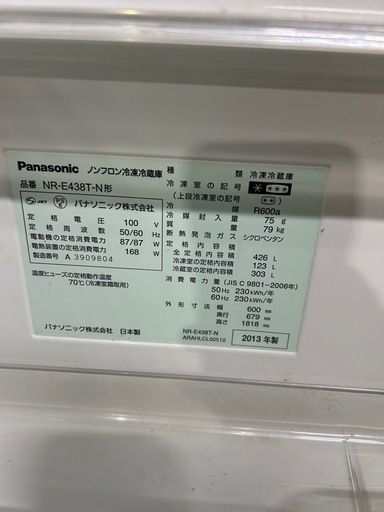 Panasonic ノンフロン冷凍冷蔵庫
品番 NR-E438T-N形
JET PS E パナソニック株式会社
定格電圧 100 V
定格周波数 50/60 Hz
電動機の定格消費電力 87/87 W
電熱装置の定格消費電力 168 W
製造番号 A 3909804
温度ヒューズの定格動作温度
70℃(冷凍室霜取用)
パナソニック株式会社 日本製
種類 冷凍冷蔵庫
冷凍室の記号 ****
(上段冷凍室の記号) **
冷媒 R600a
冷媒封入量 75 g
質量 79 kg
断熱発泡ガス シクロペンタン
定格内容積
全定格内容積 426 L
冷凍室の定格内容積 123 L
冷蔵室の定格内容積 303 L
消費電力量 (JIS C 9801-2006年)
50Hz 230kWh/年
60Hz 230kWh/年
外形寸法 幅 600 mm
奥行 679 mm
高さ 1818 mm
NR-E438T-N
ARAHLCL00510
2013 年製